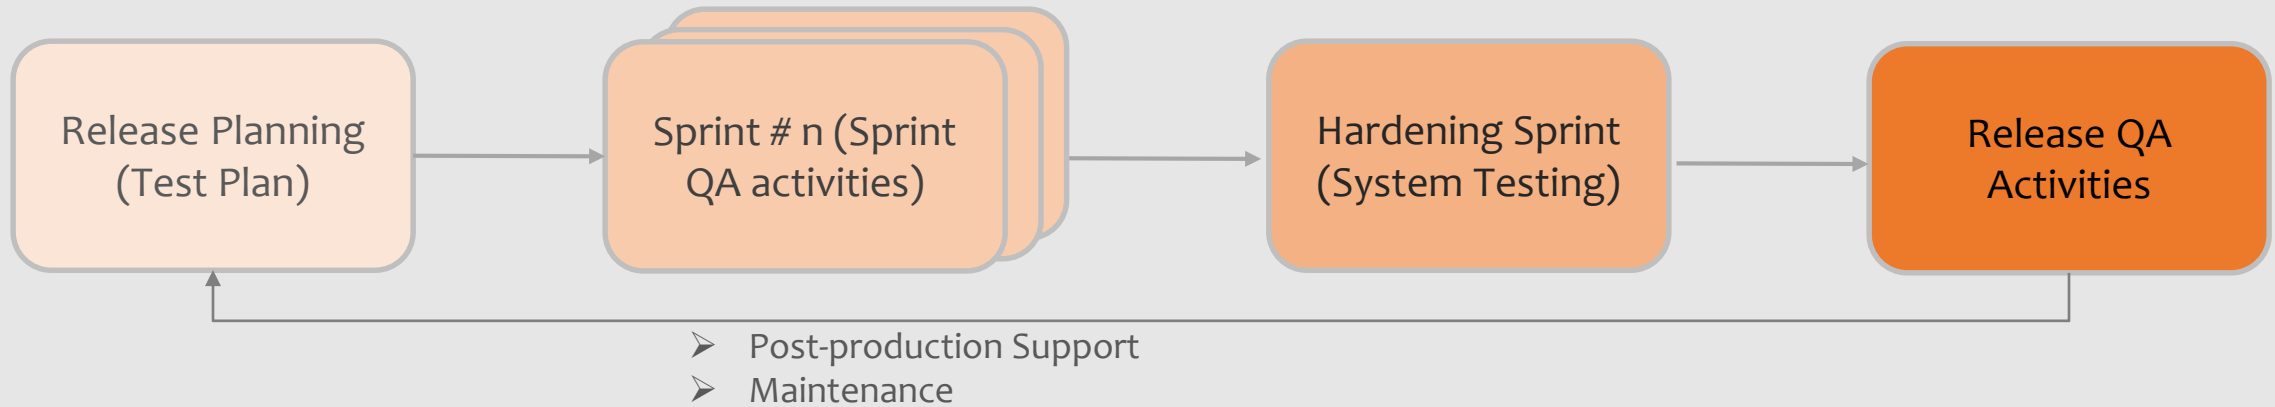 Release Planning
(Test Plan)
Sprint # n (Sprint
QA activities)
Hardening Sprint
(System Testing)
Release QA
Activities
➢ Post-production Support
➢ Maintenance